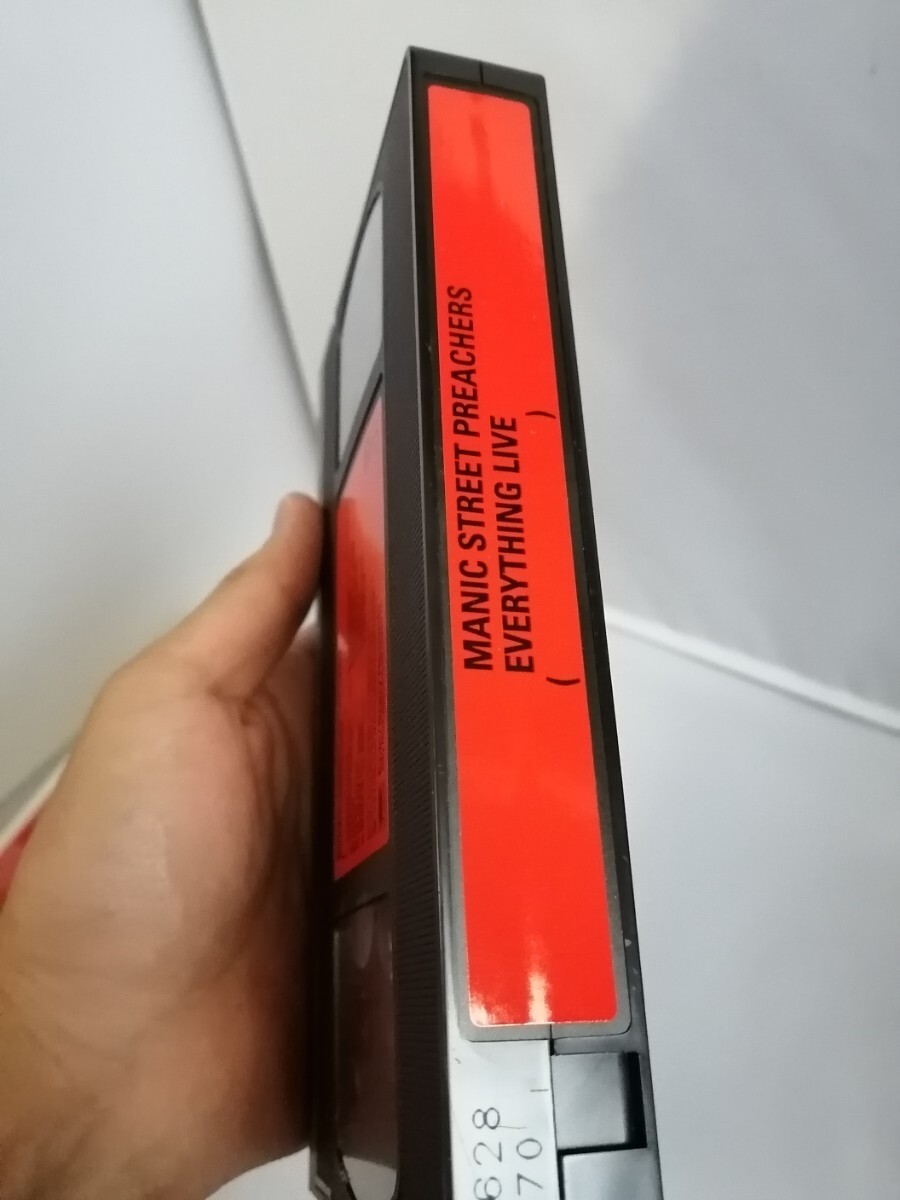 MANIC STREET PREACHERS
EVERYTHING LIVE
( )
628
70